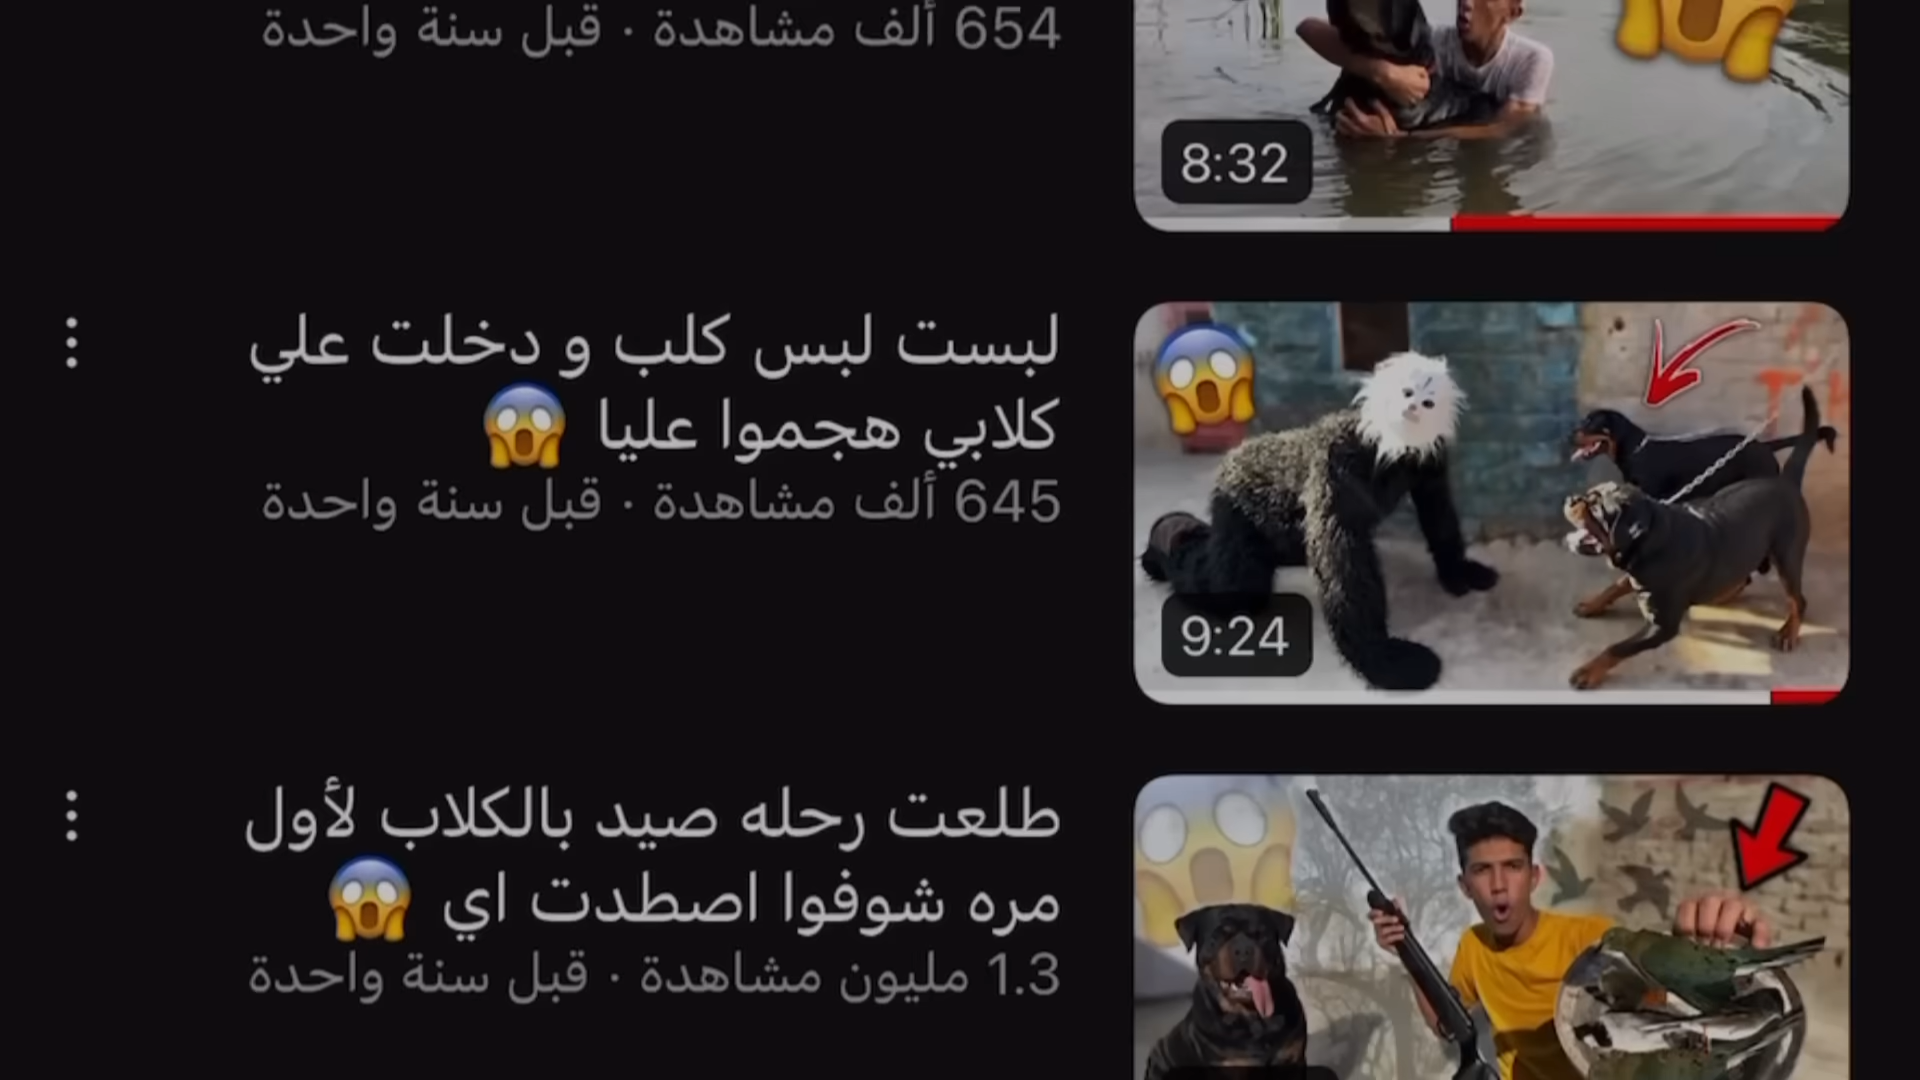 654 ألف مشاهدة · قبل سنة واحدة
8:32
لبست لبس كلب و دخلت علي
كلابي هجموا عليا 😱
645 ألف مشاهدة · قبل سنة واحدة
9:24
طلعت رحله صيد بالكلاب لأول
مره شوفوا اصطدت اي 😱
1.3 مليون مشاهدة · قبل سنة واحدة